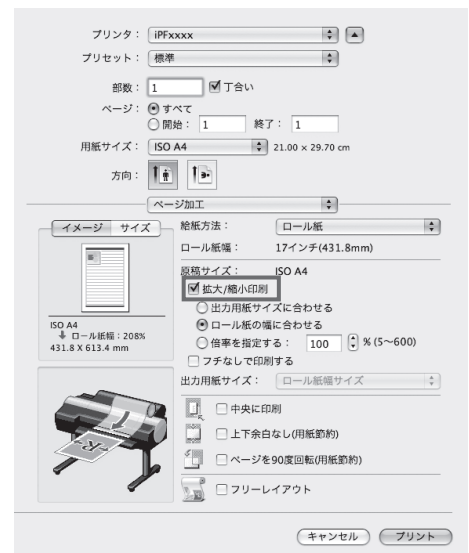 プリンタ： iPFxxxx
プリセット： 標準
部数： 1 丁合い
ページ： すべて
開始： 1 終了： 1
用紙サイズ： ISO A4 21.00 × 29.70 cm
方向：
ページ加工
イメージ サイズ
給紙方法： ロール紙
ロール紙幅： 17インチ(431.8mm)
原稿サイズ： ISO A4
拡大/縮小印刷
出力用紙サイズに合わせる
ロール紙の幅に合わせる
倍率を指定する： 100 % (5～600)
フチなしで印刷する
ISO A4
ロール紙幅：208%
431.8 X 613.4 mm
出力用紙サイズ： ロール紙幅サイズ
中央に印刷
上下余白なし(用紙節約)
ページを90度回転(用紙節約)
フリーレイアウト
キャンセル プリント